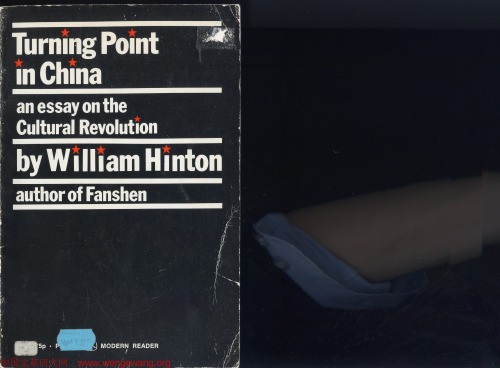 Turning Point
in China
an essay on the
Cultural Revolution
by William Hinton
author of Fanshen
MODERN READER
www.wengewang.org